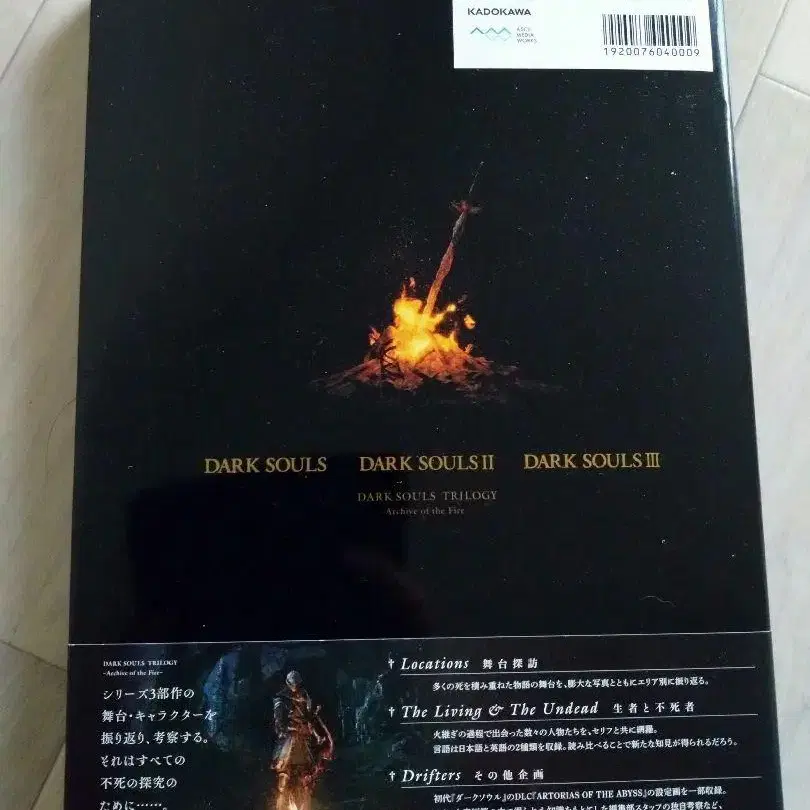 KADOKAWA
ASCII
MEDIA
WORKS
1920076040009
DARK SOULS DARK SOULS II DARK SOULS III
DARK SOULS TRILOGY
-Archive of the Fire-
DARK SOULS TRILOGY
-Archive of the Fire-
シリーズ3部作の
舞台・キャラクターを
振り返り、考察する。
それはすべての
不死の探究の
ために……。
† Locations 舞台探訪
多くの死を積み重ねた物語の舞台を、膨大な写真とともにエリア別に振り返る。
† The Living & The Undead 生者と不死者
火継ぎの過程で出会った数々の人物たちを、セリフと共に網羅。
言語は日本語と英語の2種類を収録。読み比べることで新たな知見が得られるだろう。
† Drifters その他企画
初代『ダークソウル』のDLC『ARTORIAS OF THE ABYSS』の設定画を一部収録。